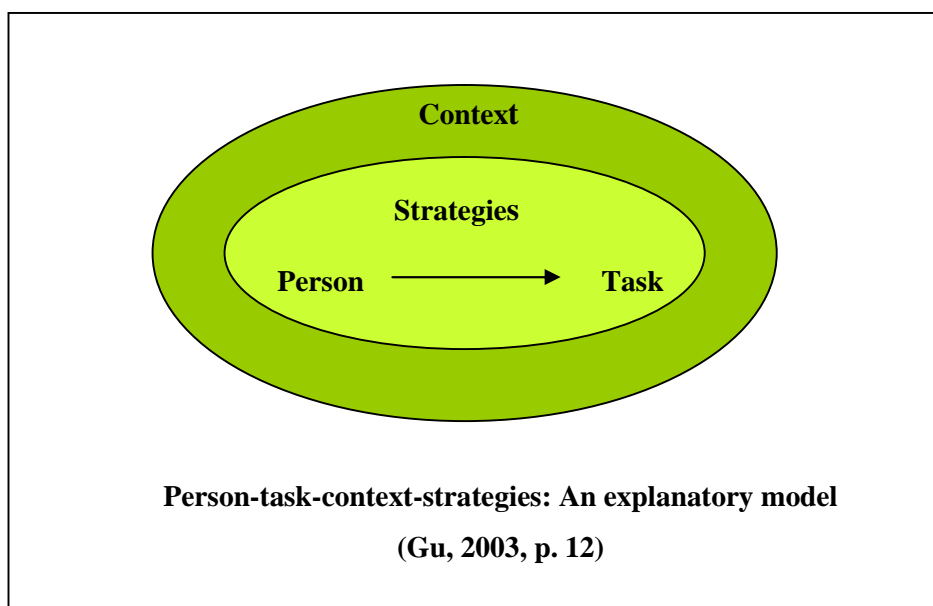 Context
Strategies
Person Task
Person-task-context-strategies: An explanatory model
(Gu, 2003, p. 12)